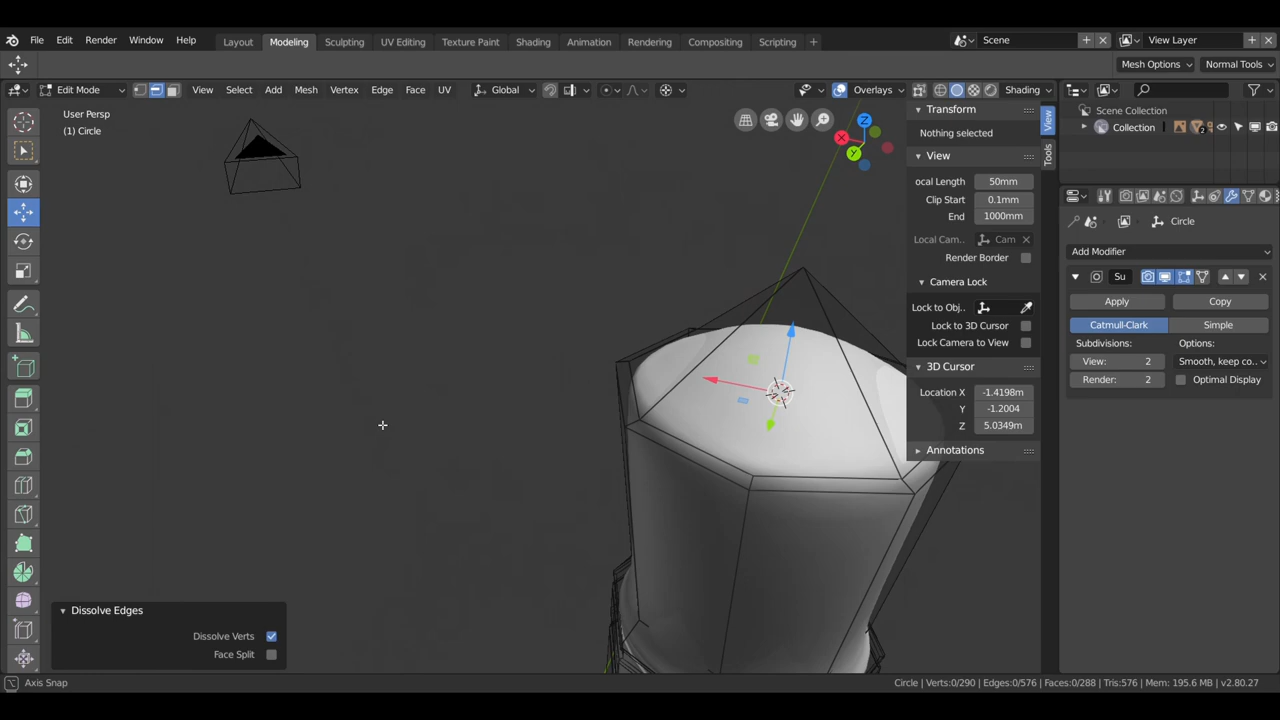 File Edit Render Window Help Layout Modeling Sculpting UV Editing Texture Paint Shading Animation Rendering Compositing Scripting + Scene View Layer
Mesh Options Normal Tools
Edit Mode View Select Add Mesh Vertex Edge Face UV Global Overlays Shading
User Persp
(1) Circle
Z
X
Y
Transform
Nothing selected
View
ocal Length 50mm
Clip Start 0.1mm
End 1000mm
Local Cam.. Cam
Render Border
Camera Lock
Lock to Obj..
Lock to 3D Cursor
Lock Camera to View
3D Cursor
Location X -1.4198m
Y -1.2004
Z 5.0349m
Annotations
View
Tools
Scene Collection
Collection 2
Circle
Add Modifier
Su
Apply Copy
Catmull-Clark Simple
Subdivisions: Options:
View: 2 Smooth, keep co..
Render: 2 Optimal Display
Dissolve Edges
Dissolve Verts
Face Split
Axis Snap
Circle | Verts:0/290 | Edges:0/576 | Faces:0/288 | Tris:576 | Mem: 195.6 MB | v2.80.27